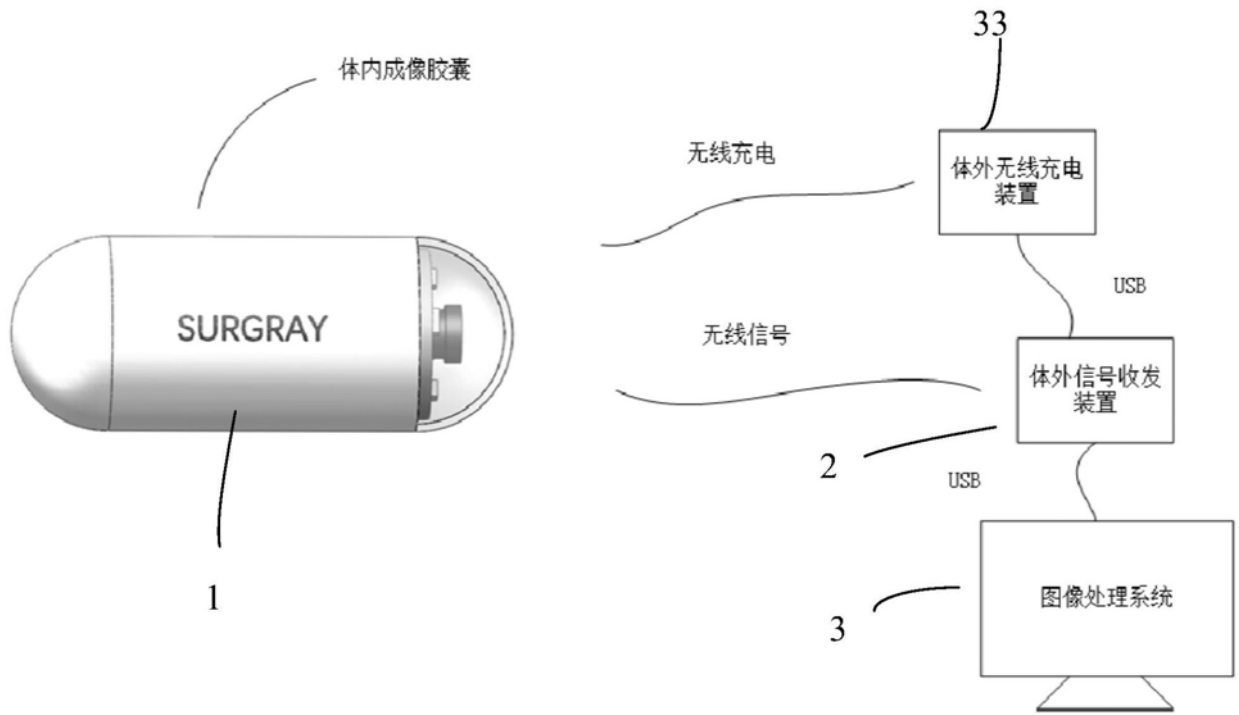 33
体内成像胶囊
无线充电
体外无线充电
装置
USB
SURGRAY
无线信号
体外信号收发
装置
2
USB
1
3
图像处理系统